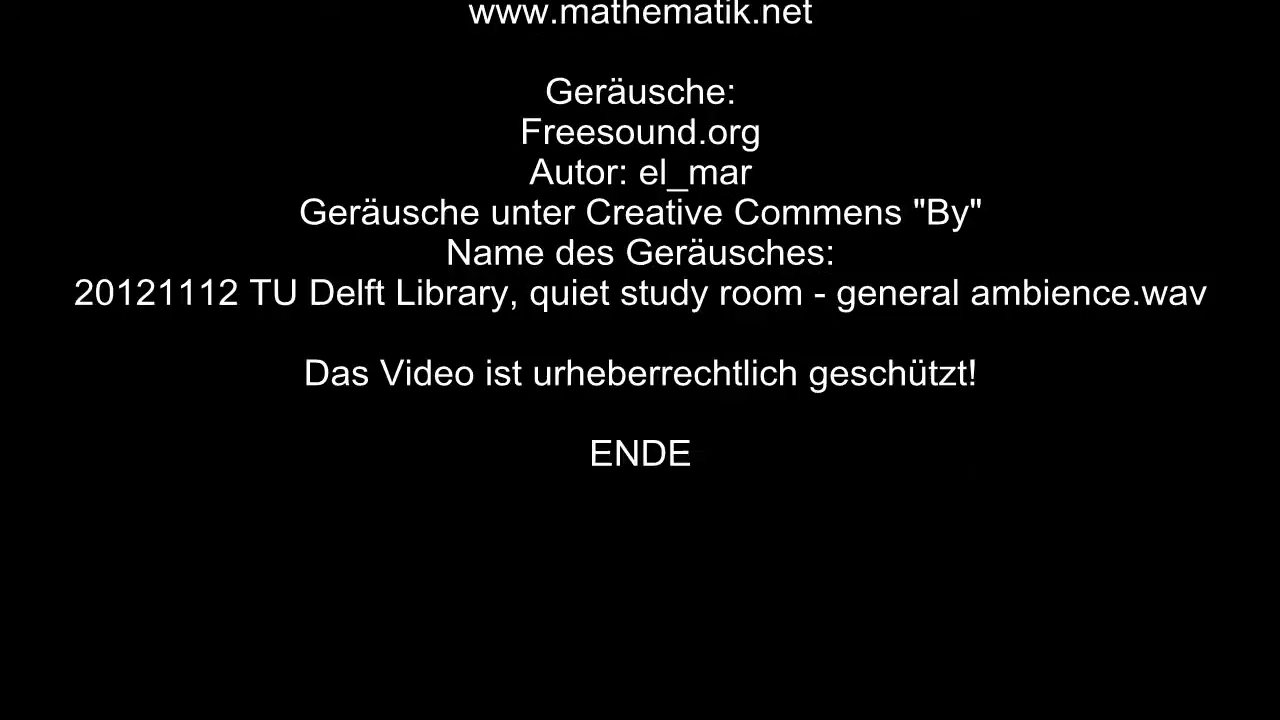 www.mathematik.net
Geräusche:
Freesound.org
Autor: el_mar
Geräusche unter Creative Commens "By"
Name des Geräusches:
20121112 TU Delft Library, quiet study room - general ambience.wav
Das Video ist urheberrechtlich geschützt!
ENDE